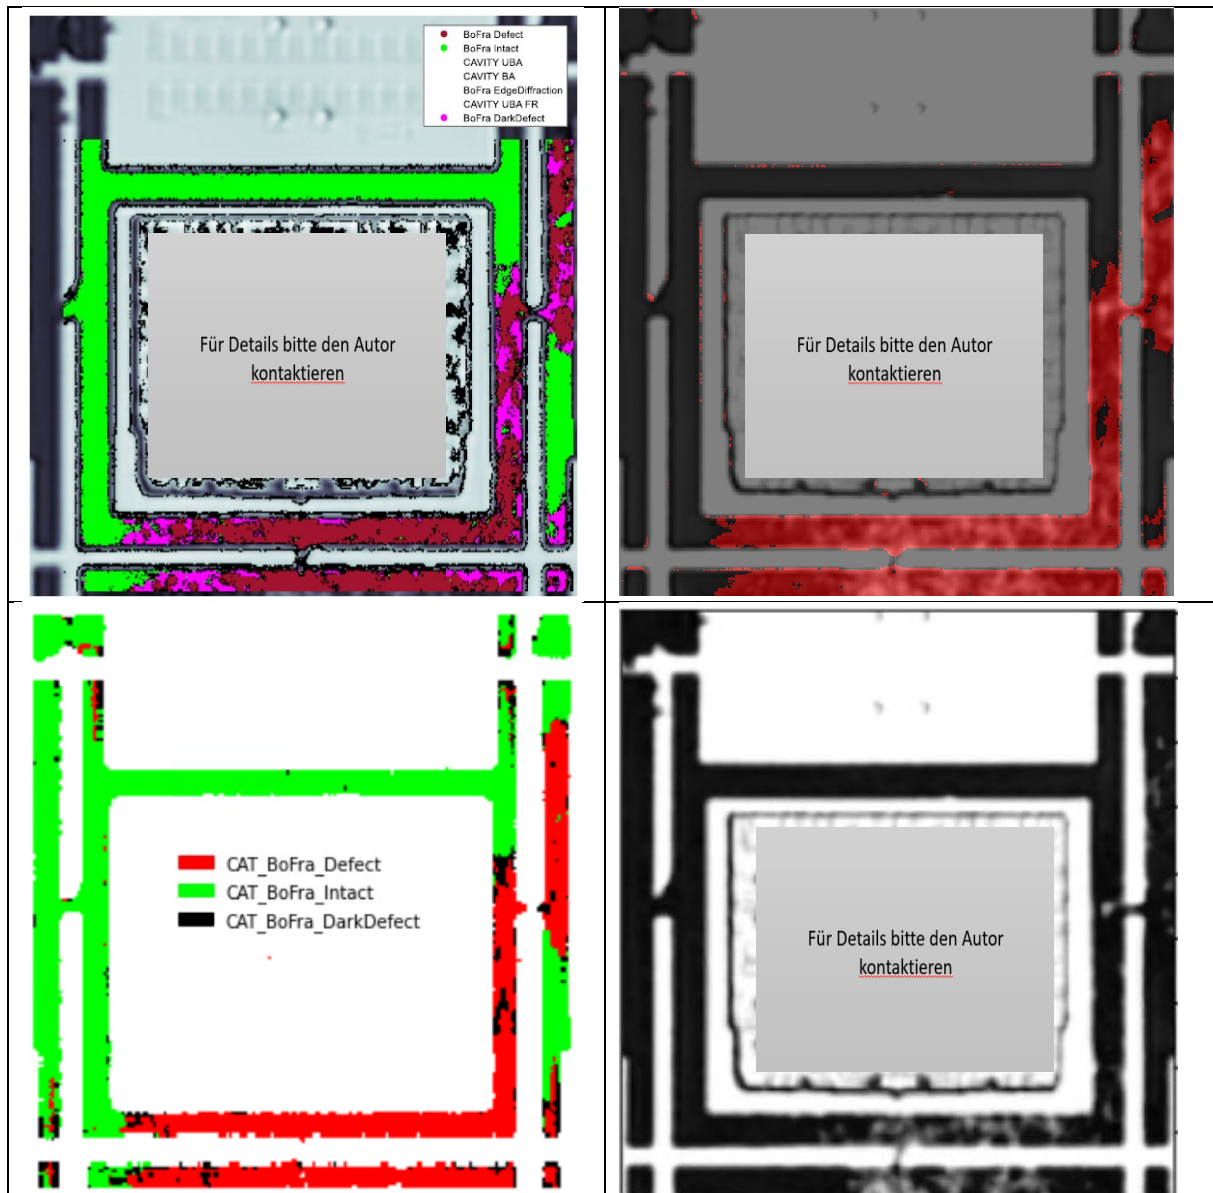 BoFra Defect
BoFra Intact
CAVITY UBA
CAVITY BA
BoFra EdgeDiffraction
CAVITY UBA FR
BoFra DarkDefect
Für Details bitte den Autor
kontaktieren
Für Details bitte den Autor
kontaktieren
CAT_BoFra_Defect
CAT_BoFra_Intact
CAT_BoFra_DarkDefect
Für Details bitte den Autor
kontaktieren